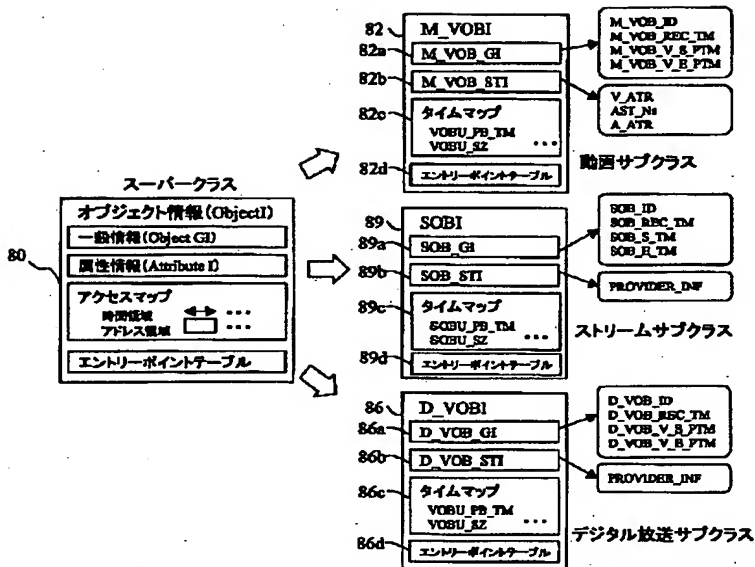 スーパークラス
80
オブジェクト情報(ObjectI)
一般情報(Object GI)
属性情報(Attribute I)
アクセスマップ
時間領域 ・・・
アドレス領域 ・・・
エントリーポイントテーブル
82
M_VOBI
82a
M_VOB_GI
82b
M_VOB_STI
82c
タイムマップ
VOBU_PB_TM
VOBU_SZ ・・・
82d
エントリーポイントテーブル
M_VOB_ID
M_VOB_REC_TM
M_VOB_V_S_PTM
M_VOB_V_E_PTM
V_ATR
AST_Ns
A_ATR
動画サブクラス
89
SOBI
89a
SOB_GI
89b
SOB_STI
89c
タイムマップ
SOBU_PB_TM
SOBU_SZ ・・・
89d
エントリーポイントテーブル
SOB_ID
SOB_REC_TM
SOB_S_TM
SOB_E_TM
PROVIDER_INF
ストリームサブクラス
86
D_VOBI
86a
D_VOB_GI
86b
D_VOB_STI
86c
タイムマップ
VOBU_PB_TM
VOBU_SZ ・・・
86d
エントリーポイントテーブル
D_VOB_ID
D_VOB_REC_TM
D_VOB_V_S_PTM
D_VOB_V_E_PTM
PROVIDER_INF
デジタル放送サブクラス